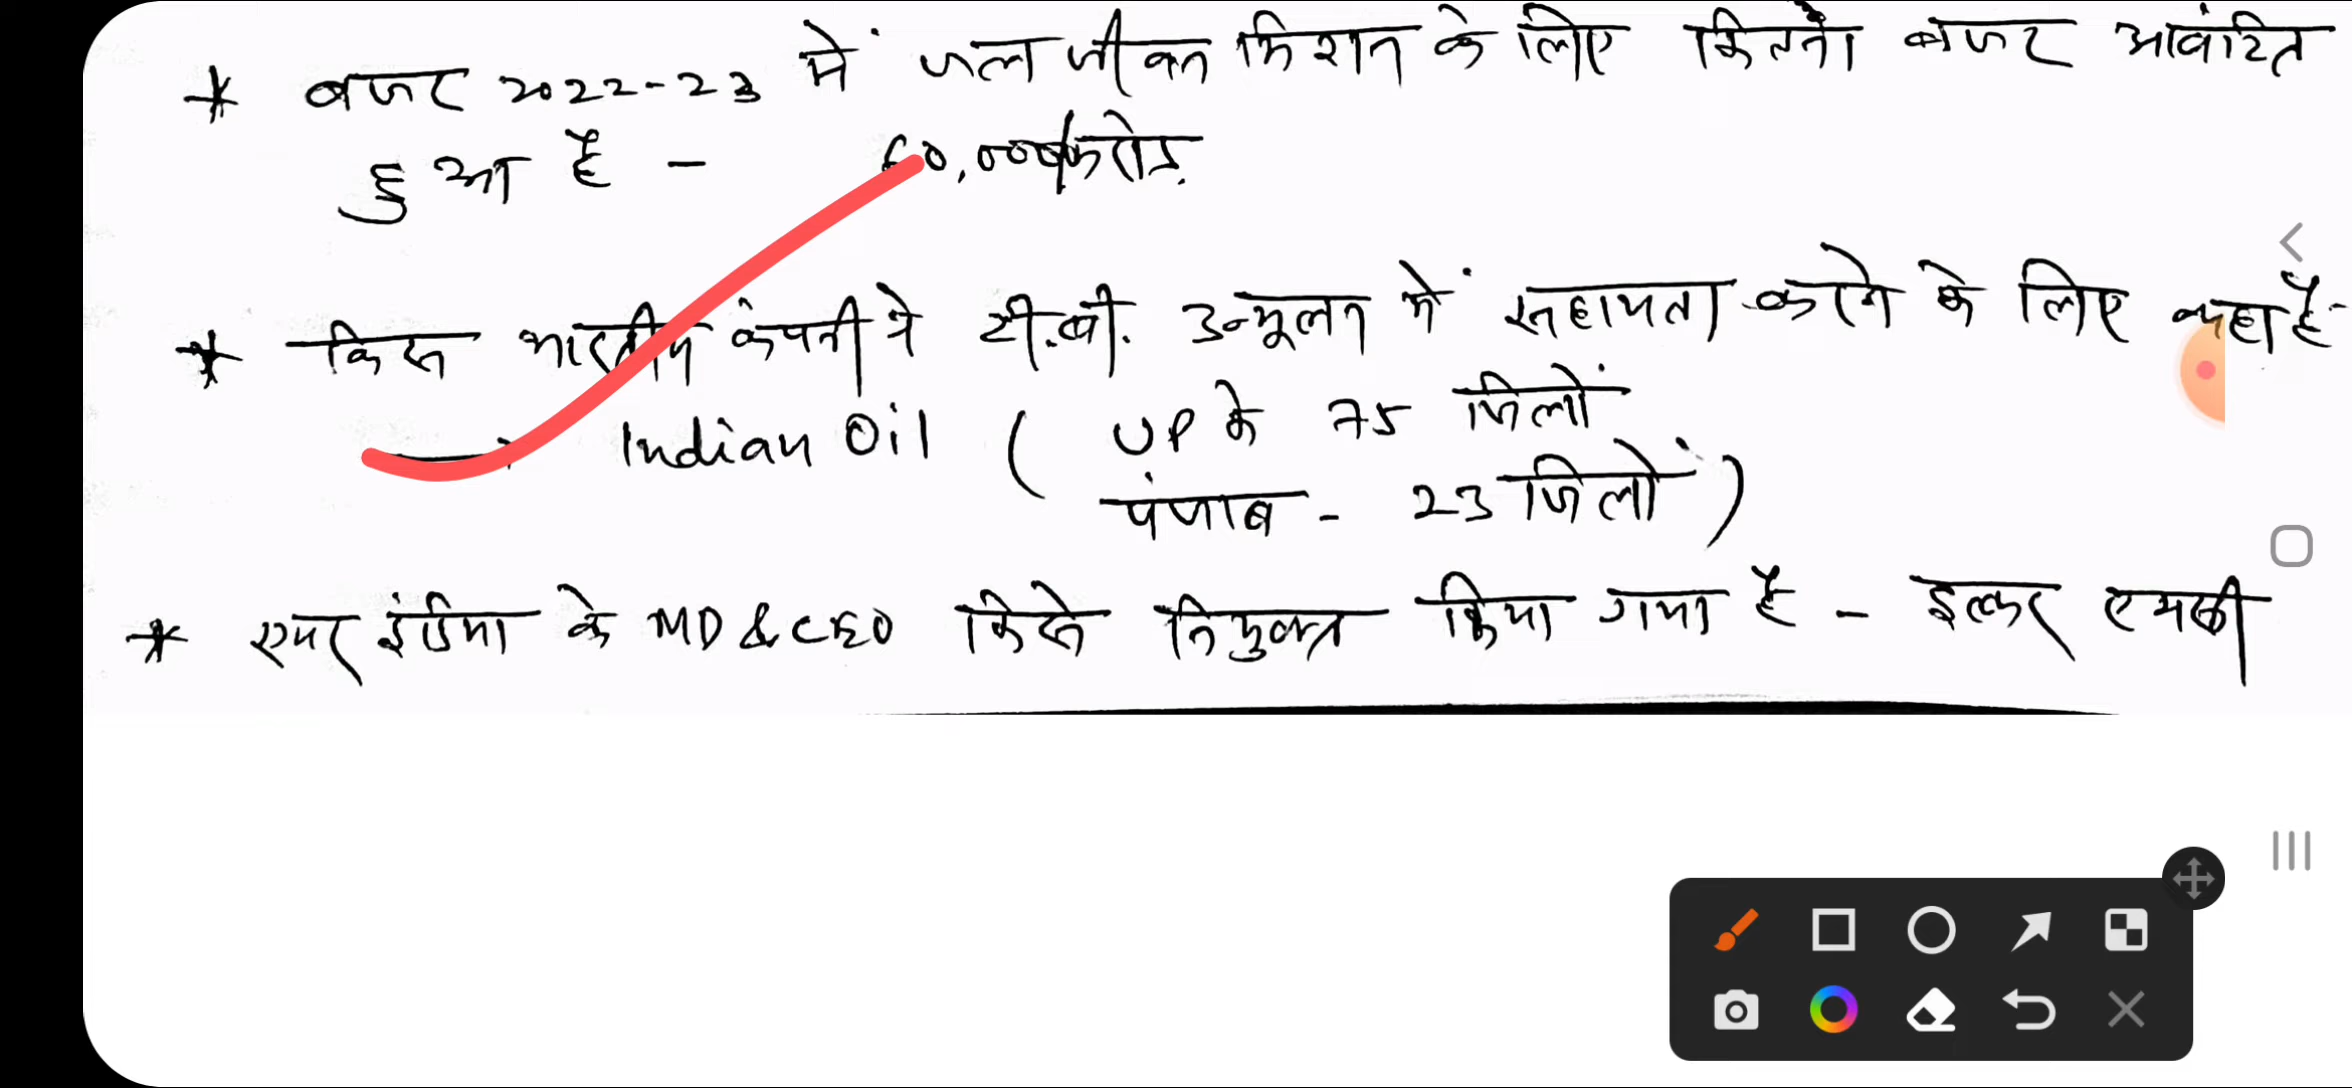 * बजट 2022-23 में जल जीवन मिशन के लिए कितना बजट आवंटित
हुआ है - 60,000 करोड़
* किस भारतीय कंपनी ने टी.बी. उन्मूलन में सहायता करने के लिए कहा है-
Indian Oil ( UP के 75 जिलों
पंजाब - 23 जिलों )
* एयर इंडिया के MD & CEO किसे नियुक्त किया गया है - इल्कर एयची